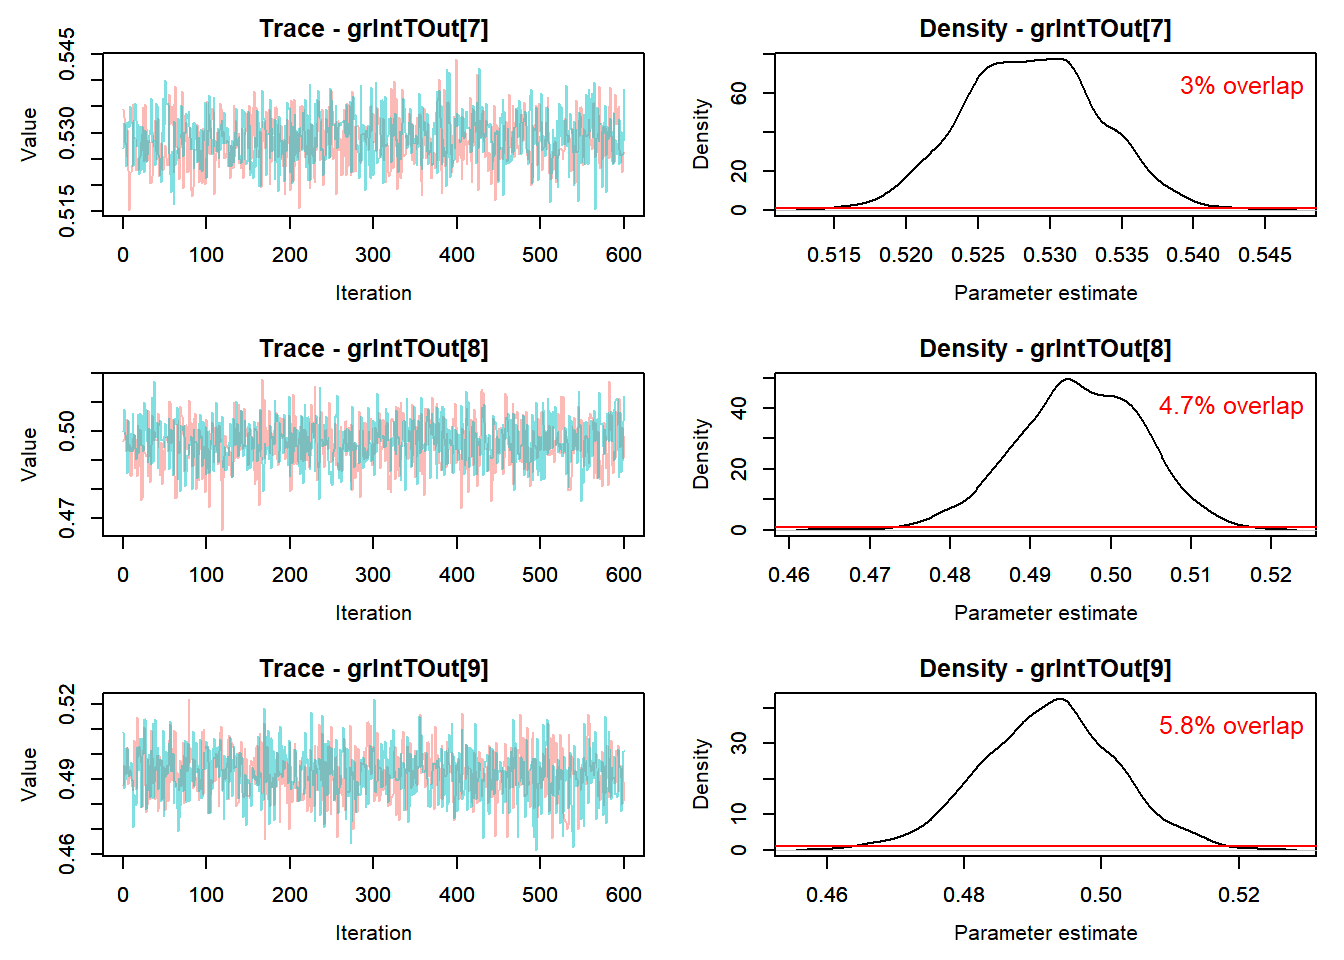 Trace - grIntTOut[7]
Value
0.515 0.530 0.545
0 100 200 300 400 500 600
Iteration
Density - grIntTOut[7]
3% overlap
Density
0 20 60
0.515 0.520 0.525 0.530 0.535 0.540 0.545
Parameter estimate
Trace - grIntTOut[8]
Value
0.47 0.50
0 100 200 300 400 500 600
Iteration
Density - grIntTOut[8]
4.7% overlap
Density
0 20 40
0.46 0.47 0.48 0.49 0.50 0.51 0.52
Parameter estimate
Trace - grIntTOut[9]
Value
0.46 0.49 0.52
0 100 200 300 400 500 600
Iteration
Density - grIntTOut[9]
5.8% overlap
Density
0 10 30
0.46 0.48 0.50 0.52
Parameter estimate